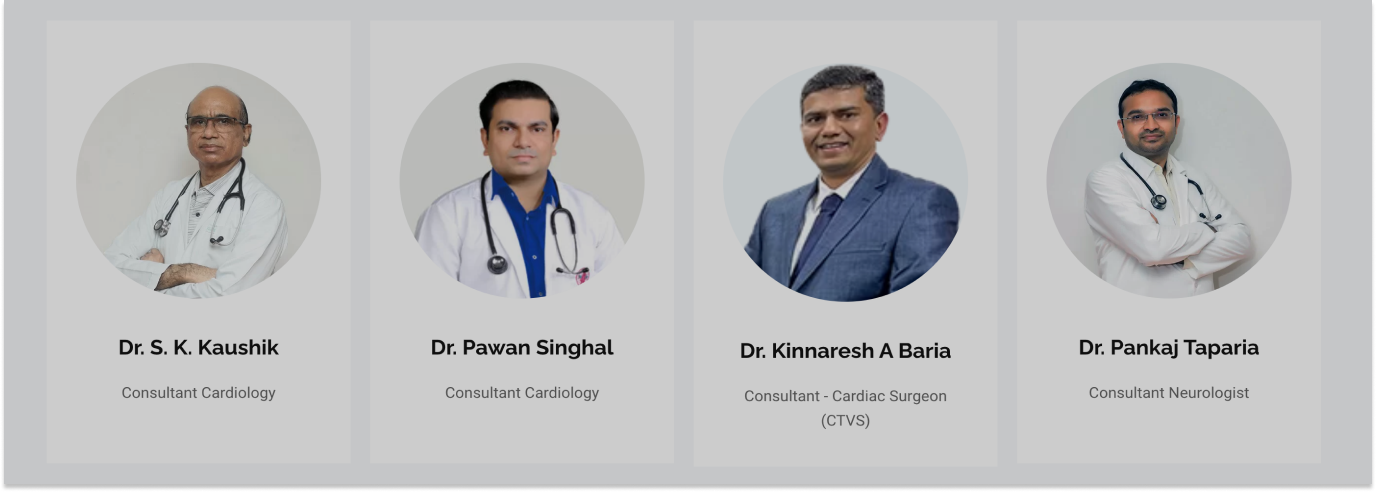 Dr. S. K. Kaushik
Consultant Cardiology
Dr. Pawan Singhal
Consultant Cardiology
Dr. Kinnaresh A Baria
Consultant - Cardiac Surgeon
(CTVS)
Dr. Pankaj Taparia
Consultant Neurologist